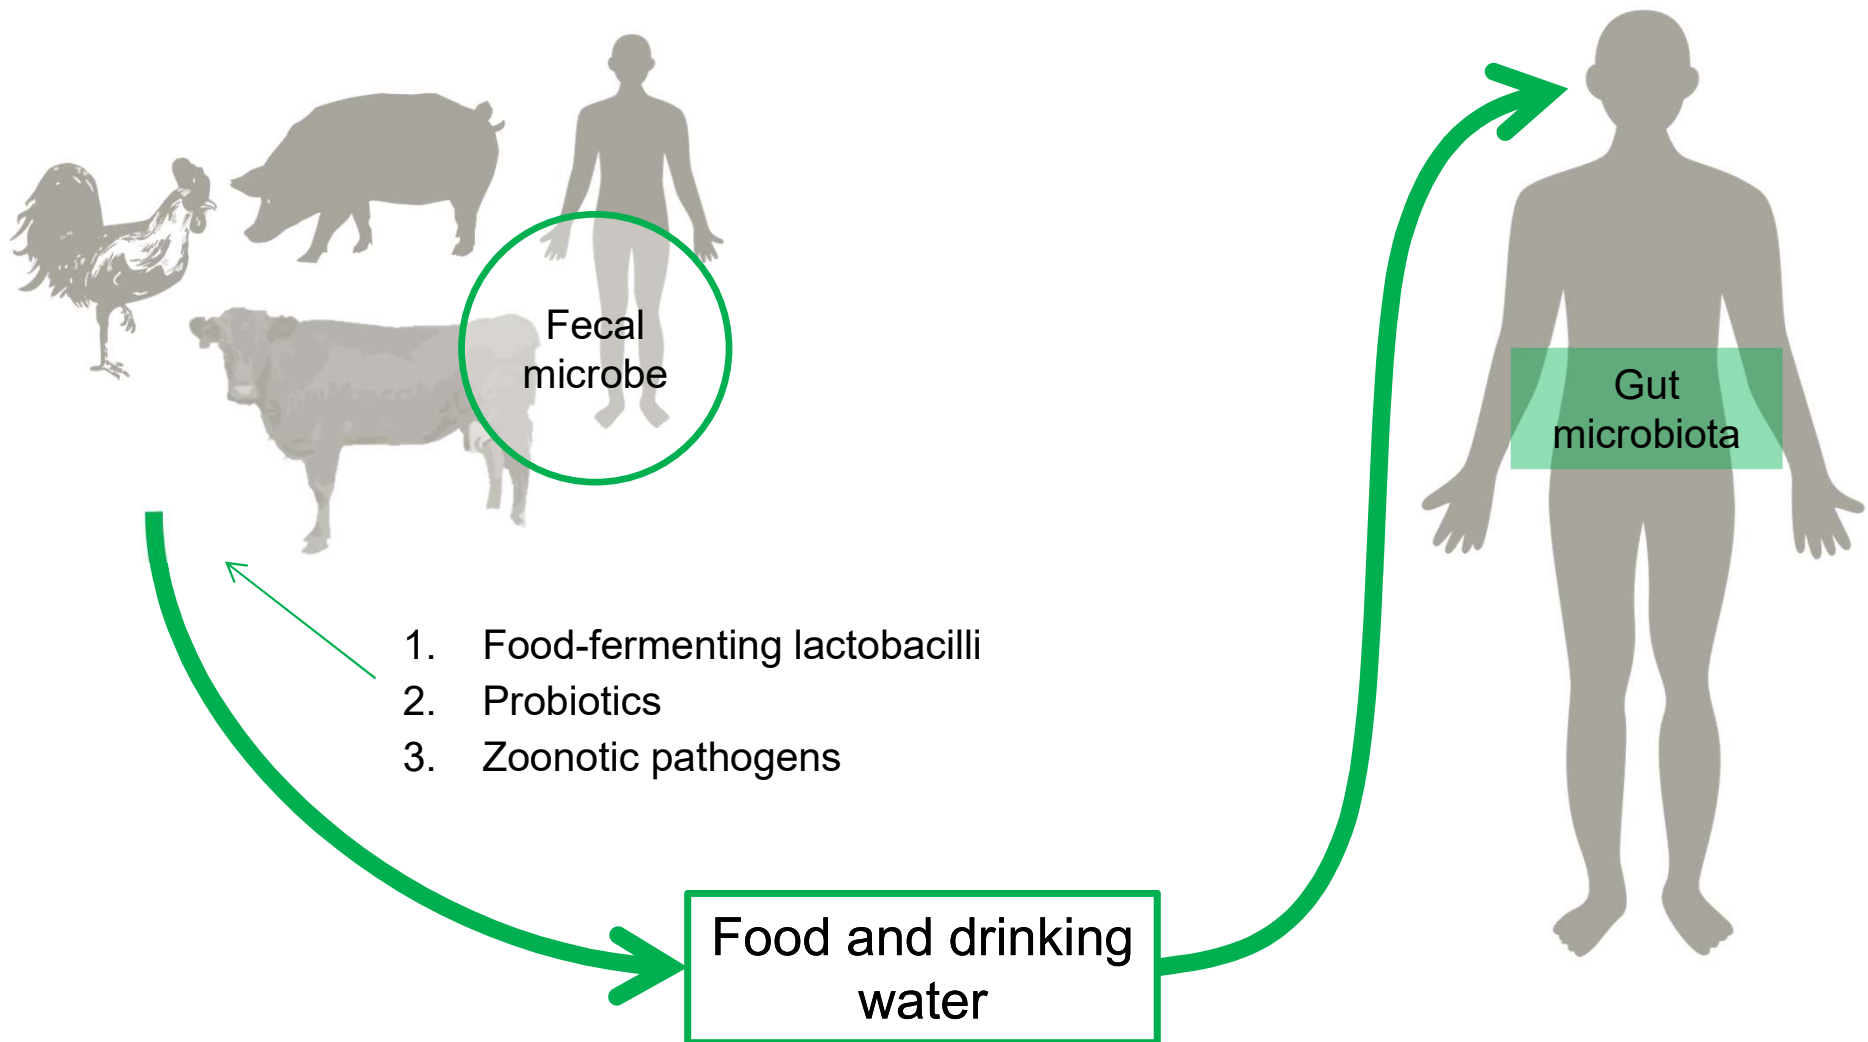 Fecal
microbe
Gut
microbiota
1. Food-fermenting lactobacilli
2. Probiotics
3. Zoonotic pathogens
Food and drinking
water